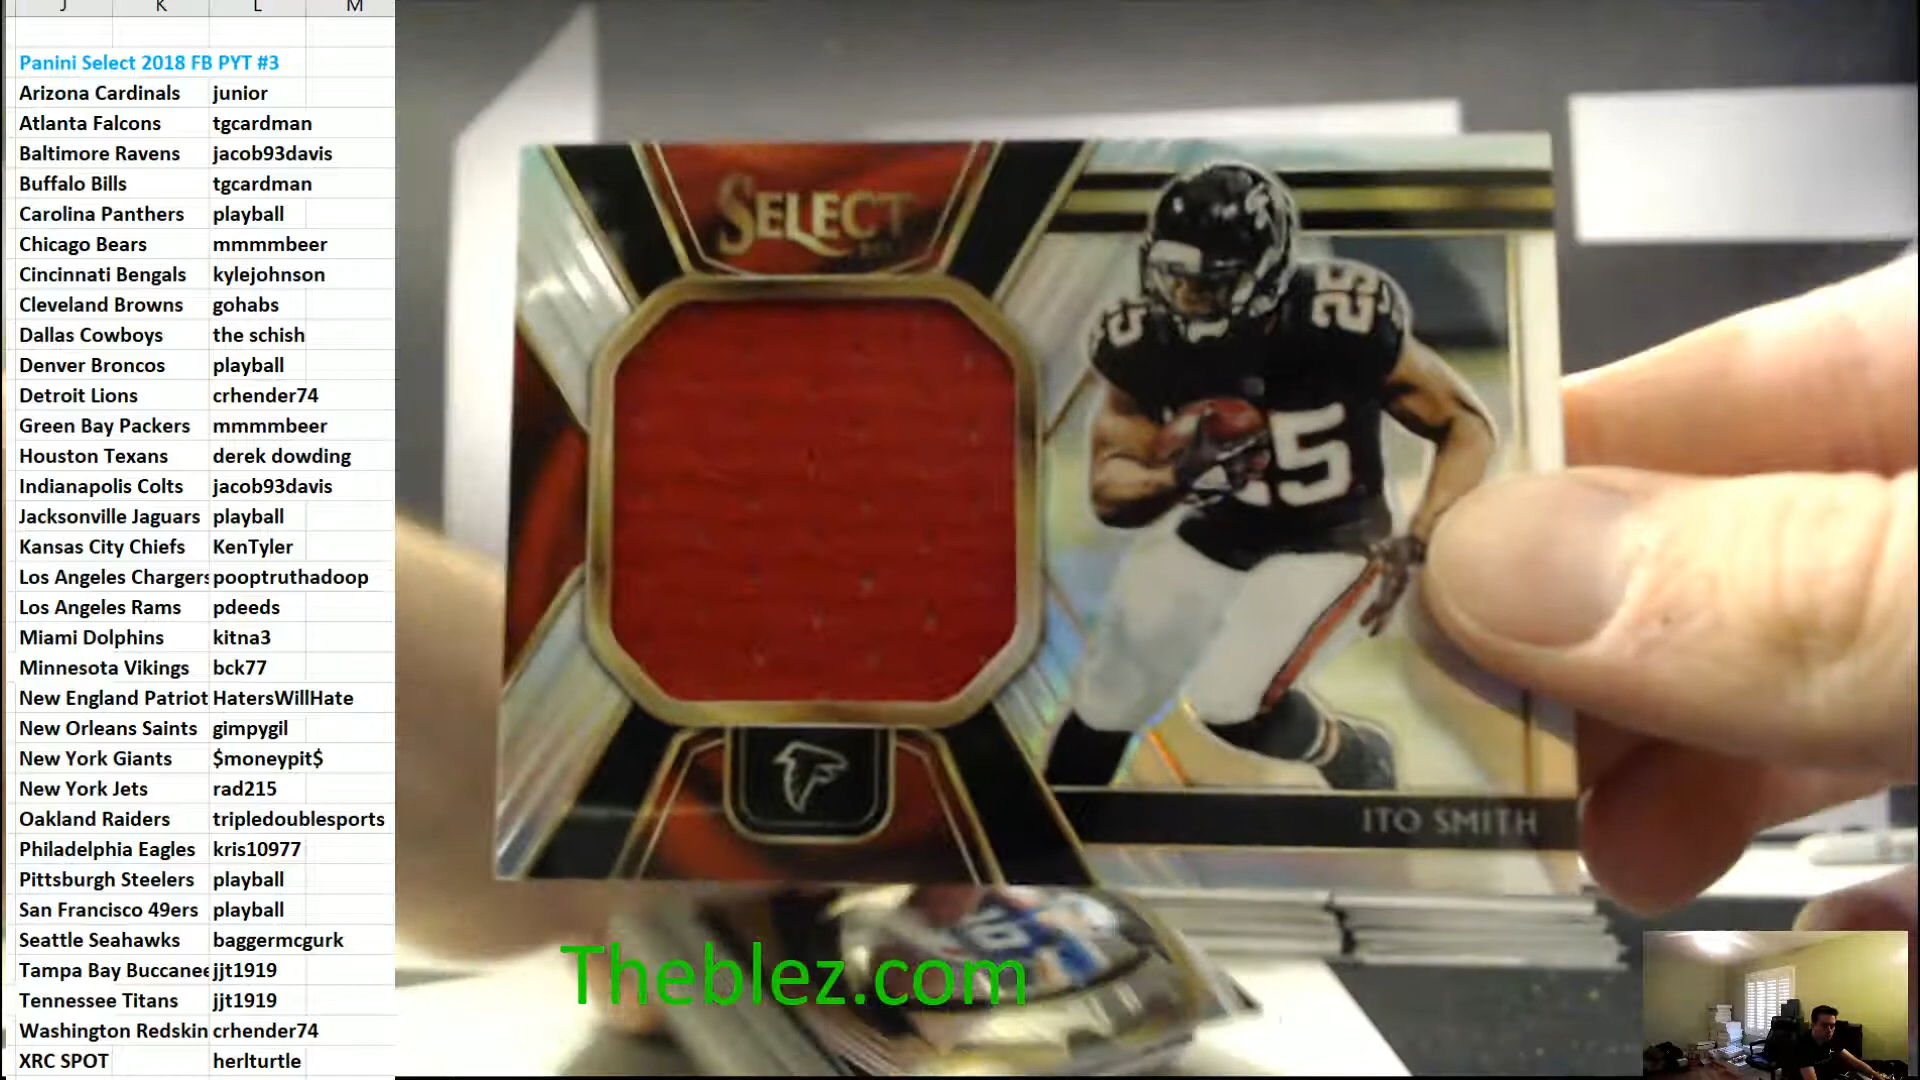 J K L M
Panini Select 2018 FB PYT #3
Arizona Cardinals junior
Atlanta Falcons tgcardman
Baltimore Ravens jacob93davis
Buffalo Bills tgcardman
Carolina Panthers playball
Chicago Bears mmmmbeer
Cincinnati Bengals kylejohnson
Cleveland Browns gohabs
Dallas Cowboys the schish
Denver Broncos playball
Detroit Lions crhender74
Green Bay Packers mmmmbeer
Houston Texans derek dowding
Indianapolis Colts jacob93davis
Jacksonville Jaguars playball
Kansas City Chiefs KenTyler
Los Angeles Chargers pooptruthadoop
Los Angeles Rams pdeeds
Miami Dolphins kitna3
Minnesota Vikings bck77
New England Patriot HatersWillHate
New Orleans Saints gimpygil
New York Giants $moneypit$
New York Jets rad215
Oakland Raiders tripledoublesports
Philadelphia Eagles kris10977
Pittsburgh Steelers playball
San Francisco 49ers playball
Seattle Seahawks baggermcgurk
Tampa Bay Buccanee jjt1919
Tennessee Titans jjt1919
Washington Redskin crhender74
XRC SPOT herlturtle
SELECT
25
25
25
ITO SMITH
Theblez.com